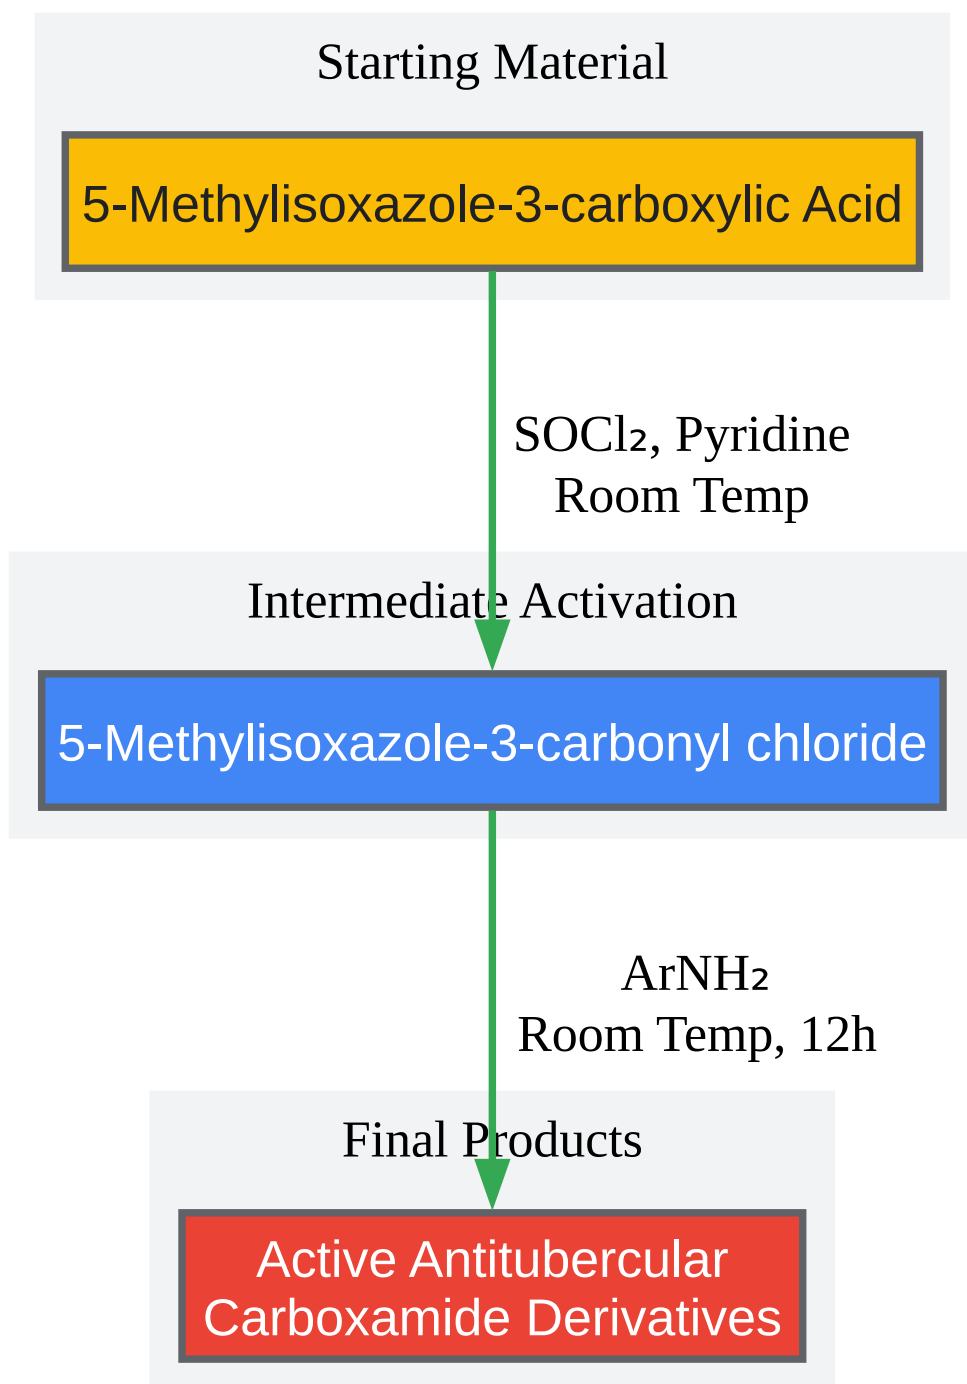 Starting Material
5-Methylisoxazole-3-carboxylic Acid
SOCl₂, Pyridine
Room Temp
Intermediate Activation
5-Methylisoxazole-3-carbonyl chloride
ArNH₂
Room Temp, 12h
Final Products
Active Antitubercular
Carboxamide Derivatives